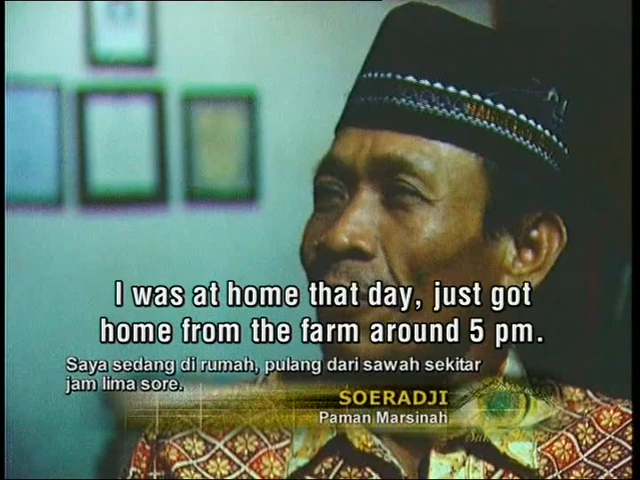 I was at home that day, just got
home from the farm around 5 pm.
Saya sedang di rumah, pulang dari sawah sekitar
jam lima sore.
SOERADJI
Paman Marsinah